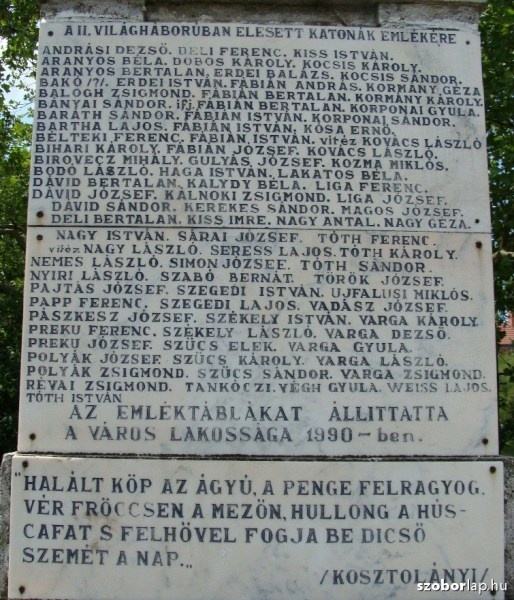 A II. VILÁGHÁBORÚBAN ELESETT KATONÁK EMLÉKÉRE
ANDRÁSI DEZSŐ. DELI FERENC. KISS ISTVÁN.
ARANYOS BÉLA. DOBOS KÁROLY. KOCSIS KÁROLY.
ARANYOS BERTALAN. ERDEI BALÁZS. KOCSIS SÁNDOR.
BAKÓ /?/. ERDEI ISTVÁN. FÁBIÁN ANDRÁS. KORMÁNY GÉZA
BALOGH ZSIGMOND. FÁBIÁN BERTALAN. KORMÁNY KÁROLY.
BÁNYAI SÁNDOR. ifj. FÁBIÁN BERTALAN. KORPONAI GYULA.
BARÁTH SÁNDOR. FÁBIÁN ISTVÁN. KORPONAI SÁNDOR.
BARTHA LAJOS. FÁBIÁN ISTVÁN. KÓSA ERNŐ.
BELTEKI FERENC. FÁBIÁN ISTVÁN. vitéz KOVÁCS LÁSZLÓ
BIHARI KÁROLY. FÁBIÁN JÓZSEF. KOVÁCS LÁSZLÓ.
BIROVECZ MIHÁLY. GULYÁS JÓZSEF. KOZMA MIKLÓS.
BODÓ LÁSZLÓ. HAGA ISTVÁN. LAKATOS BÉLA.
DÁVID BERTALAN. KALYDY BÉLA. LIGA FERENC.
DÁVID JÓZSEF. KÁLNOKI ZSIGMOND. LIGA JÓZSEF.
DÁVID SÁNDOR. KEREKES SÁNDOR. MAGOS JÓZSEF.
DELI BERTALAN. KISS IMRE. NAGY ANTAL. NAGY GÉZA.
NAGY ISTVÁN. SÁRAI JÓZSEF. TÓTH FERENC.
vitéz NAGY LÁSZLÓ. SERESS LAJOS. TÓTH KÁROLY.
NEMES LÁSZLÓ. SIMON JÓZSEF. TÓTH SÁNDOR.
NYIRI LÁSZLÓ. SZABÓ BERNÁT. TÖRÖK JÓZSEF.
PAJTÁS JÓZSEF. SZEGEDI ISTVÁN. UJFALUSI MIKLÓS.
PAPP FERENC. SZEGEDI LAJOS. VADÁSZ JÓZSEF.
PÁSZKESZ JÓZSEF. SZÉKELY ISTVÁN. VARGA KÁROLY.
PREKU FERENC. SZÉKELY LÁSZLÓ. VARGA DEZSŐ.
PREKU JÓZSEF. SZŰCS ELEK. VARGA GYULA.
POLYÁK JÓZSEF. SZŰCS KÁROLY. VARGA LÁSZLÓ.
POLYÁK ZSIGMOND. SZŰCS SÁNDOR. VARGA ZSIGMOND.
RÉVAI ZSIGMOND. TANKÓCZI. VÉGH GYULA. WEISS LAJOS.
TÓTH ISTVÁN
AZ EMLÉKTÁBLÁKAT ÁLLITTATTA
A VÁROS LAKOSSÁGA 1990-ben.
"HALÁLT KÖP AZ ÁGYÚ, A PENGE FELRAGYOG.
VÉR FRÖCCSEN A MEZŐN, HULLONG A HÚS-
CAFAT S FELHŐVEL FOGJA BE DICSŐ
SZEMÉT A NAP..."
/KOSZTOLÁNYI/
szoborlap.hu